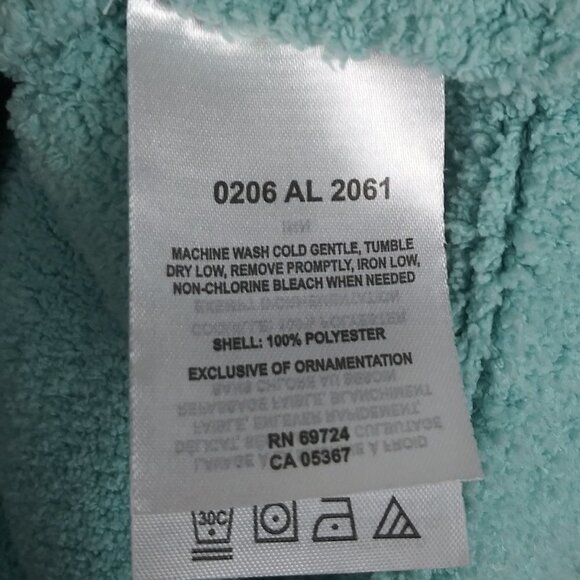 0206 AL 2061
MACHINE WASH COLD GENTLE, TUMBLE
DRY LOW, REMOVE PROMPTLY, IRON LOW,
NON-CHLORINE BLEACH WHEN NEEDED
SHELL: 100% POLYESTER
EXCLUSIVE OF ORNAMENTATION
RN 69724
CA 05367
30C